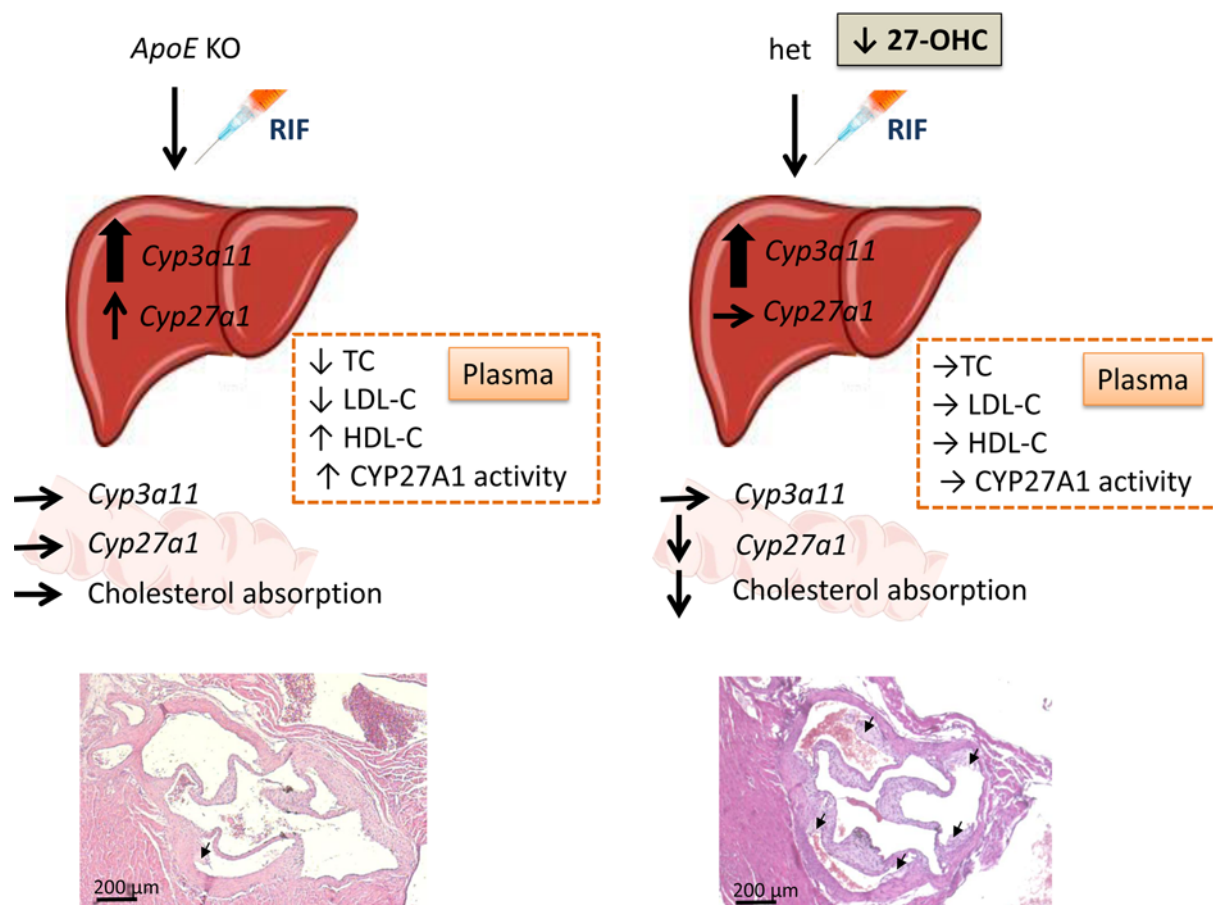 ApoE KO
RIF
Cyp3a11
Cyp27a1
Plasma
↓ TC
↓ LDL-C
↑ HDL-C
↑ CYP27A1 activity
→ Cyp3a11
→ Cyp27a1
→ Cholesterol absorption
200 µm
het
↓ 27-OHC
RIF
Cyp3a11
→ Cyp27a1
Plasma
→TC
→ LDL-C
→ HDL-C
→ CYP27A1 activity
→ Cyp3a11
↓ Cyp27a1
↓ Cholesterol absorption
200 µm